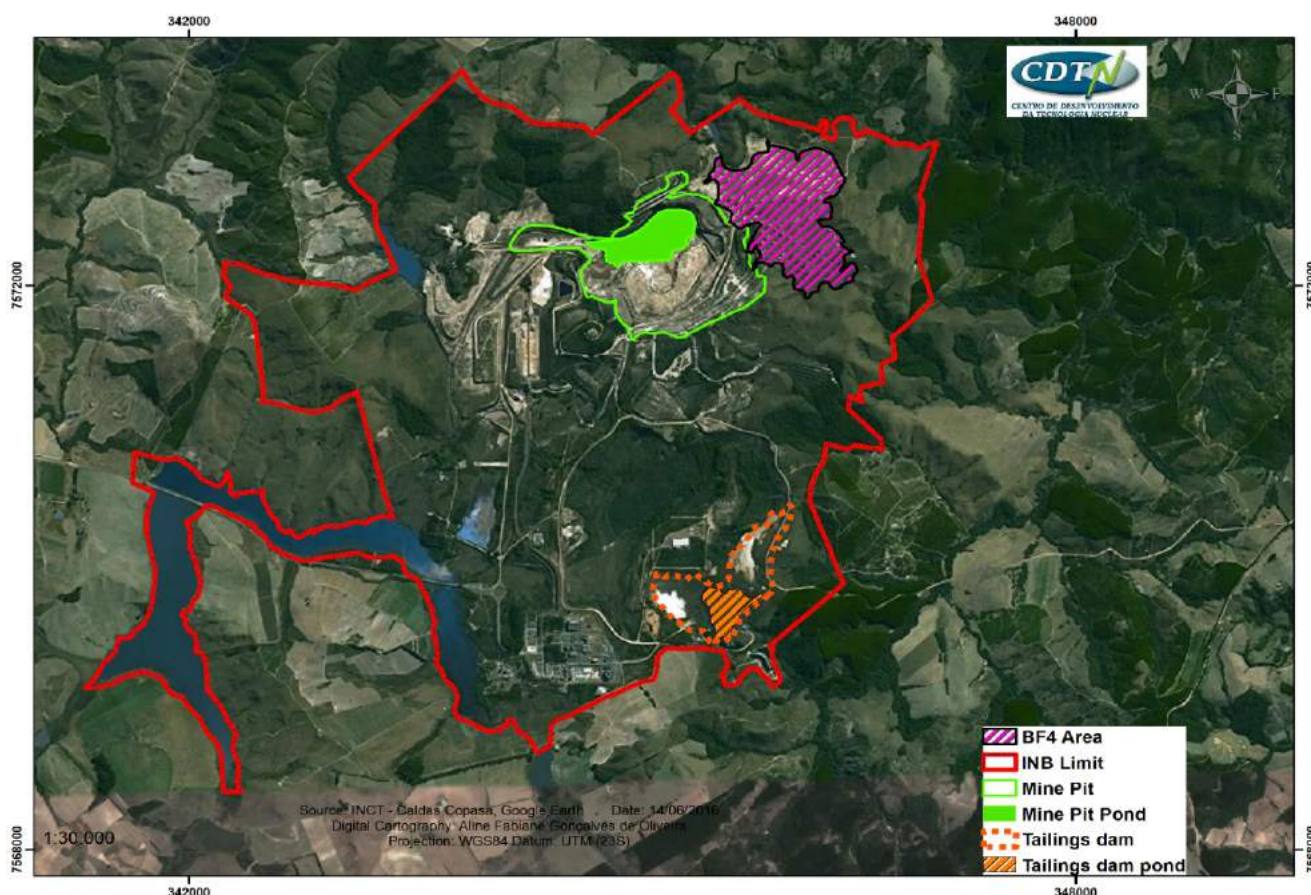 342000
348000
CDTN
CENTRO DE DESENVOLVIMENTO
DA TECNOLOGIA NUCLEAR
N
W E
S
7572000
7572000
BF4 Area
INB Limit
Mine Pit
Mine Pit Pond
Tailings dam
Tailings dam pond
Source: INCT - Caldas Copasa, Google Earth Date: 14/06/2016
Digital Cartography: Aline Fabiane Gonçalves de Oliveira
Projection: WGS84 Datum: UTM (23S)
1:30.000
7568000
7568000
342000
348000